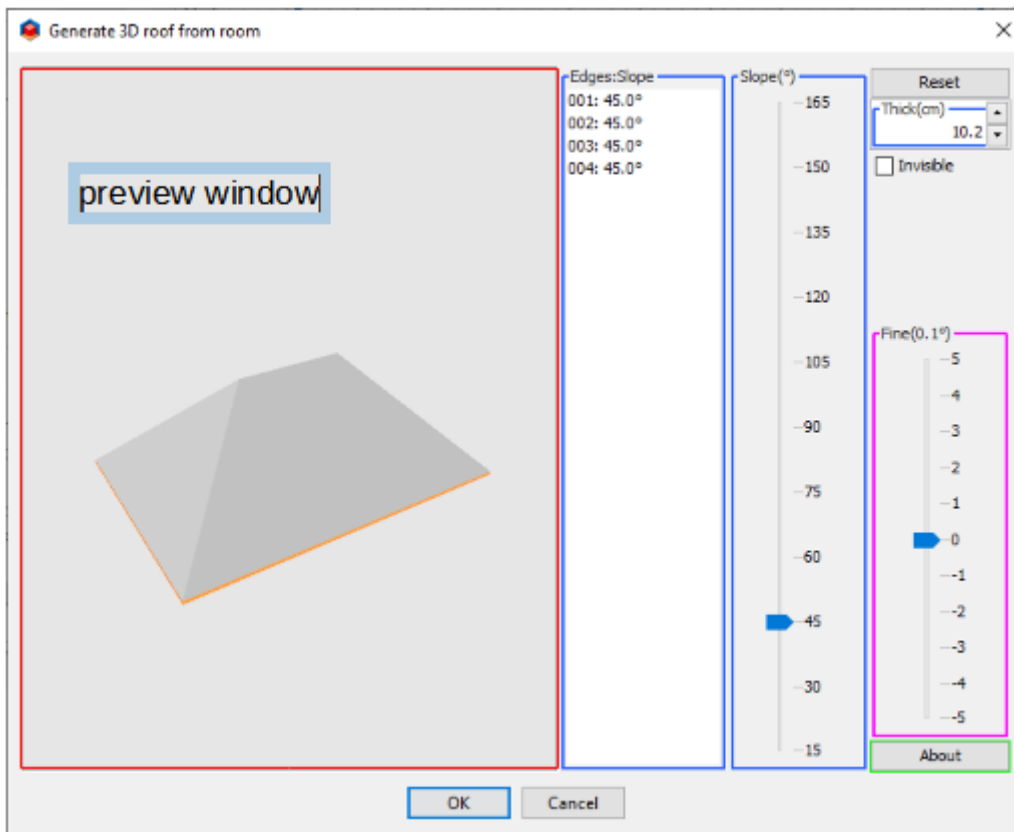 Generate 3D roof from room
preview window
Edges:Slope
001: 45.0°
002: 45.0°
003: 45.0°
004: 45.0°
Slope(°)
165
150
135
120
105
90
75
60
45
30
15
Reset
Thick(cm)
10.2
Invisible
Fine(0.1°)
5
4
3
2
1
0
-1
-2
-3
-4
-5
About
OK
Cancel